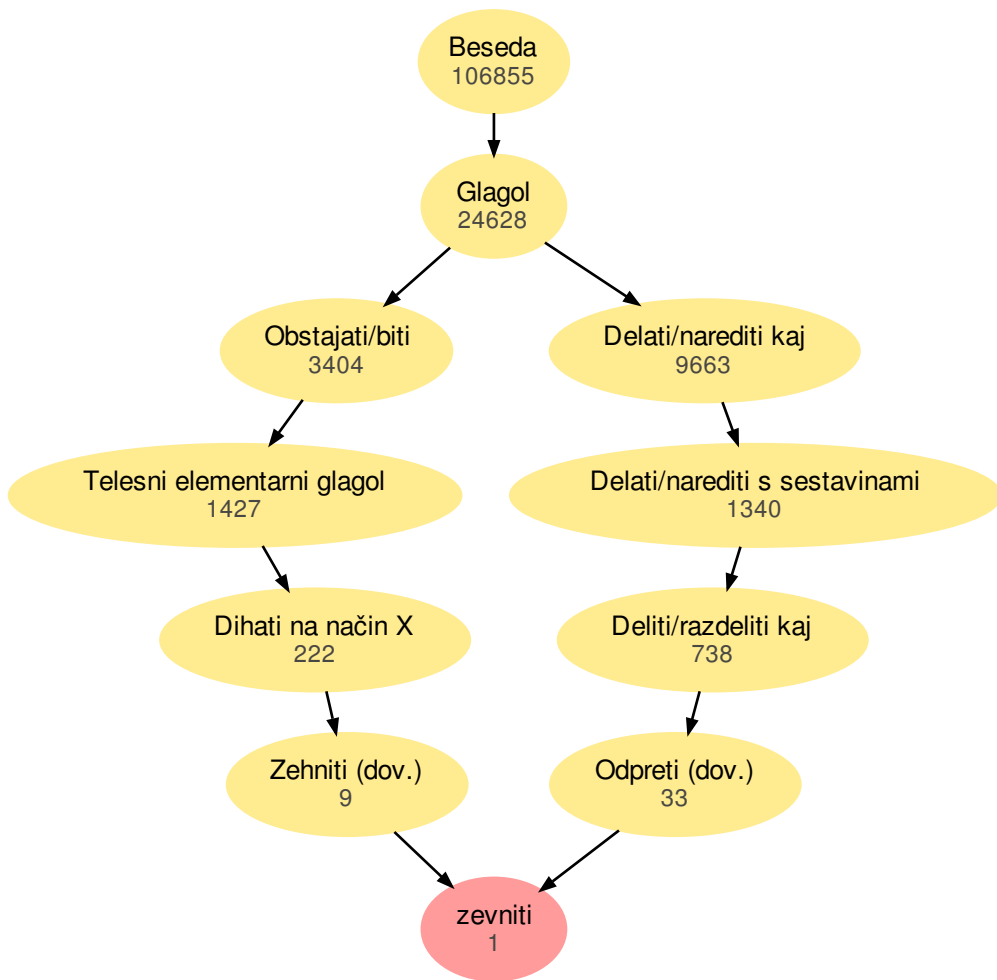 Beseda
106855
Glagol
24628
Obstajati/biti
3404
Delati/narediti kaj
9663
Telesni elementarni glagol
1427
Delati/narediti s sestavinami
1340
Dihati na način X
222
Deliti/razdeliti kaj
738
Zehniti (dov.)
9
Odpreti (dov.)
33
zevniti
1